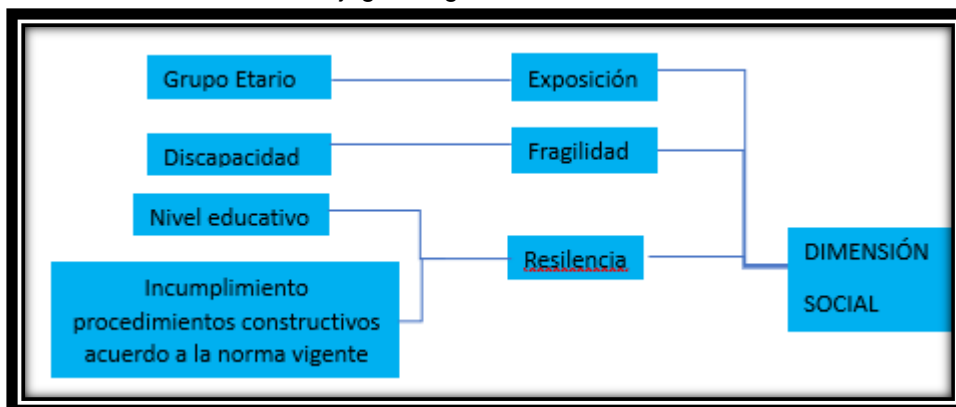 Grupo Etario
Exposición
Discapacidad
Fragilidad
Nivel educativo
Resilencia
DIMENSIÓN
SOCIAL
Incumplimiento
procedimientos constructivos
acuerdo a la norma vigente